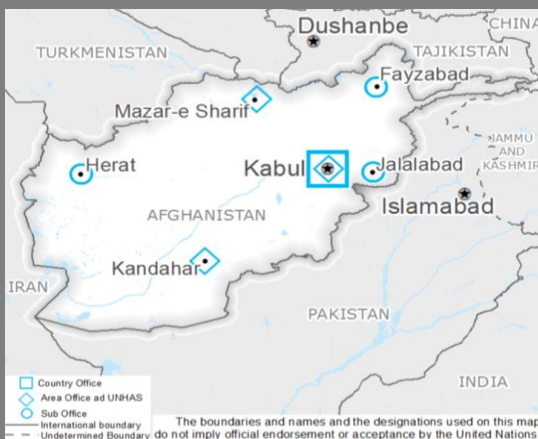 Dushanbe
CHINA
TURKMENISTAN
TAJIKISTAN
Fayzabad
Mazar-e Sharif
JAMMU
AND
KASHMIR
Herat
Kabul
Jalalabad
Islamabad
AFGHANISTAN
Kandahar
IRAN
PAKISTAN
INDIA
Country Office
Area Office ad UNHAS
Sub Office
International boundary
Undetermined Boundary
The boundaries and names and the designations used on this map
do not imply official endorsement or acceptance by the United Nations.